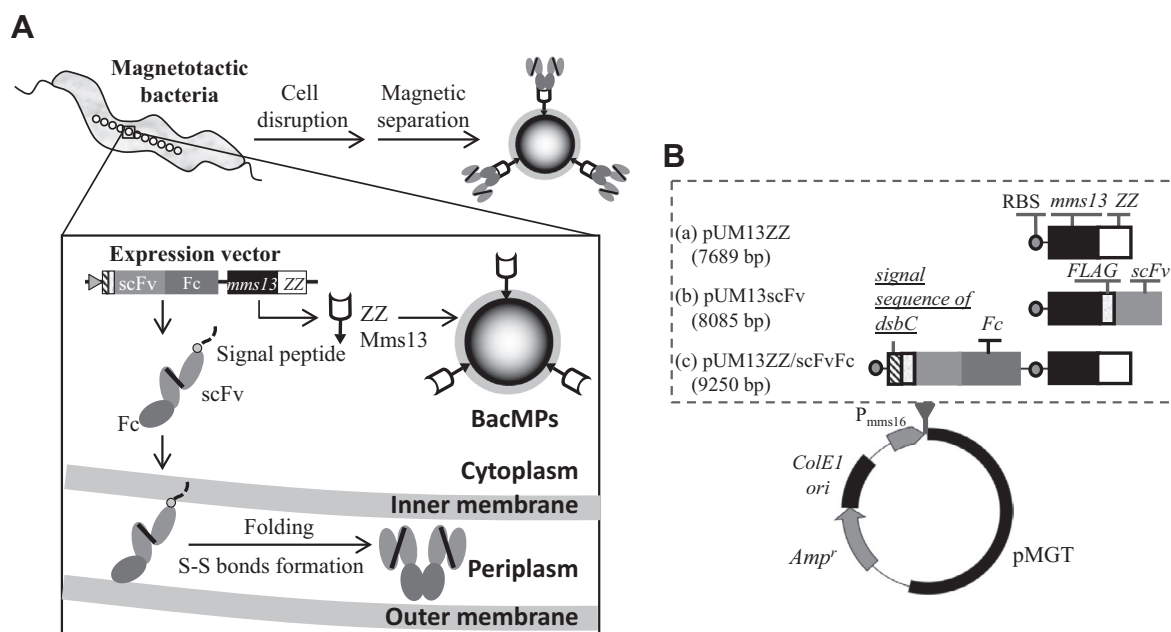 A
Magnetotactic
bacteria
Cell
disruption
Magnetic
separation
Expression vector
scFv
Fc
mms13
ZZ
ZZ
Mms13
Signal peptide
scFv
Fc
BacMPs
Cytoplasm
Inner membrane
Folding
S-S bonds formation
Periplasm
Outer membrane
B
RBS
mms13
ZZ
(a) pUM13ZZ
(7689 bp)
FLAG
scFv
(b) pUM13scFv
(8085 bp)
signal
sequence of
dsbC
Fc
(c) pUM13ZZ/scFvFc
(9250 bp)
Pmms16
ColE1
ori
Ampr
pMGT